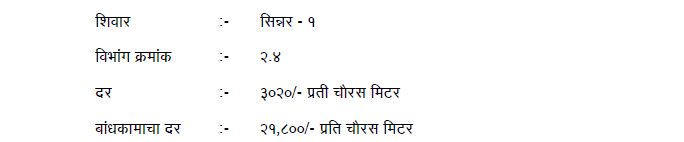 शिवार :- सिन्नर - १
विभांग क्रमांक :- २.४
दर :- ३०२०/- प्रती चौरस मिटर
बांधकामाचा दर :- २१,८००/- प्रति चौरस मिटर